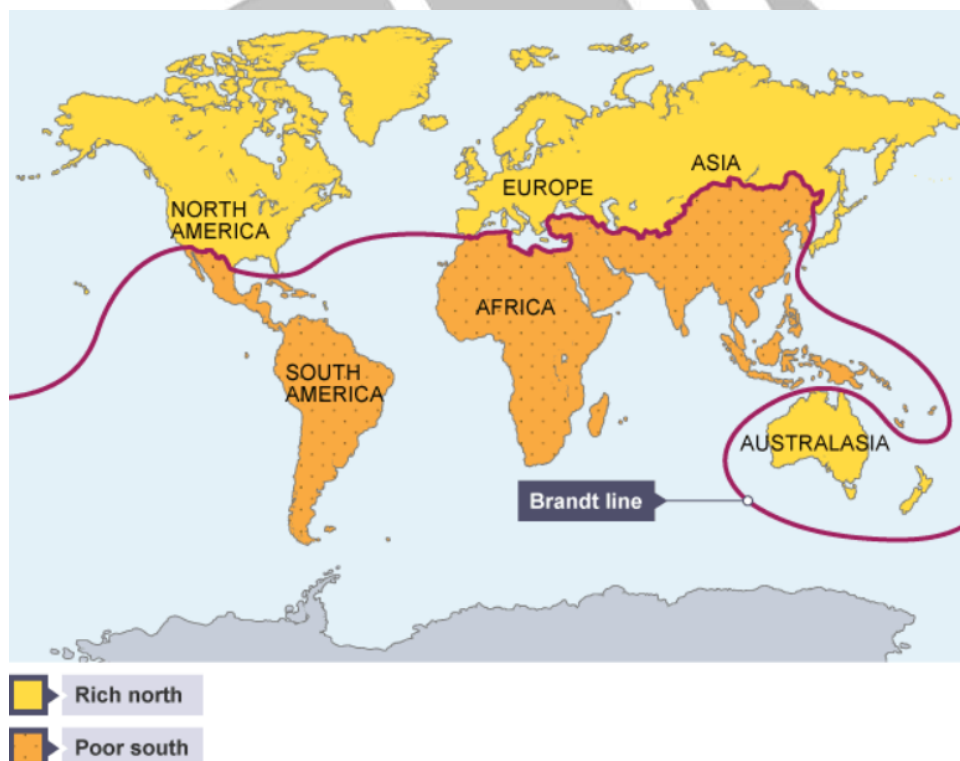 ASIA
EUROPE
NORTH
AMERICA
AFRICA
SOUTH
AMERICA
AUSTRALASIA
Brandt line
Rich north
Poor south